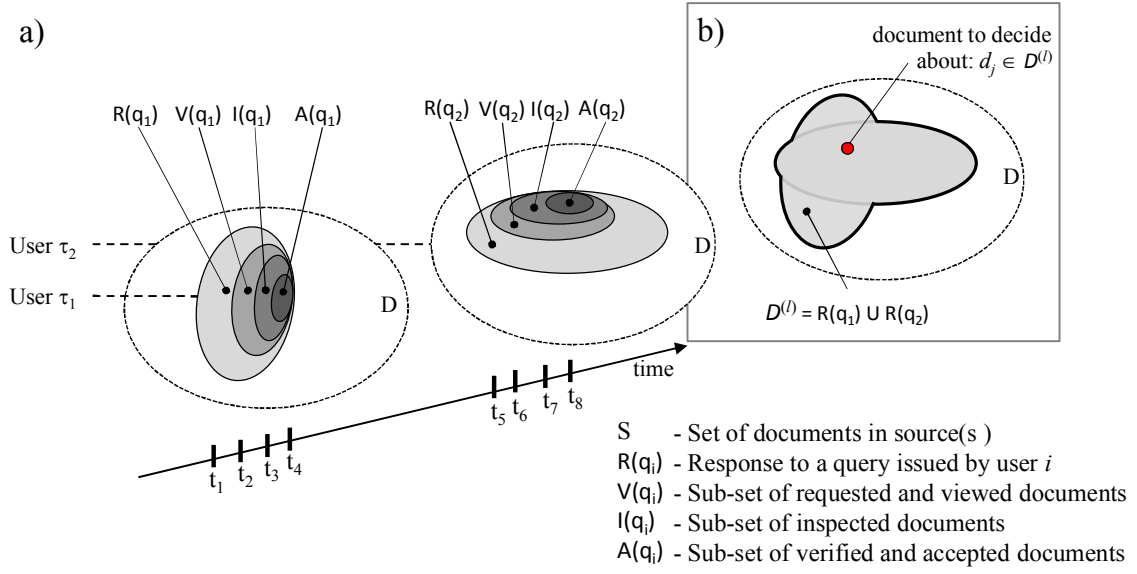 a)
R(q1) V(q1) I(q1) A(q1)
User τ2
User τ1
D
R(q2) V(q2) I(q2) A(q2)
D
t1 t2 t3 t4 t5 t6 t7 t8
time
b)
document to decide
about: dj ∈ D(l)
D
D(l) = R(q1) U R(q2)
S - Set of documents in source(s )
R(qi) - Response to a query issued by user i
V(qi) - Sub-set of requested and viewed documents
I(qi) - Sub-set of inspected documents
A(qi) - Sub-set of verified and accepted documents